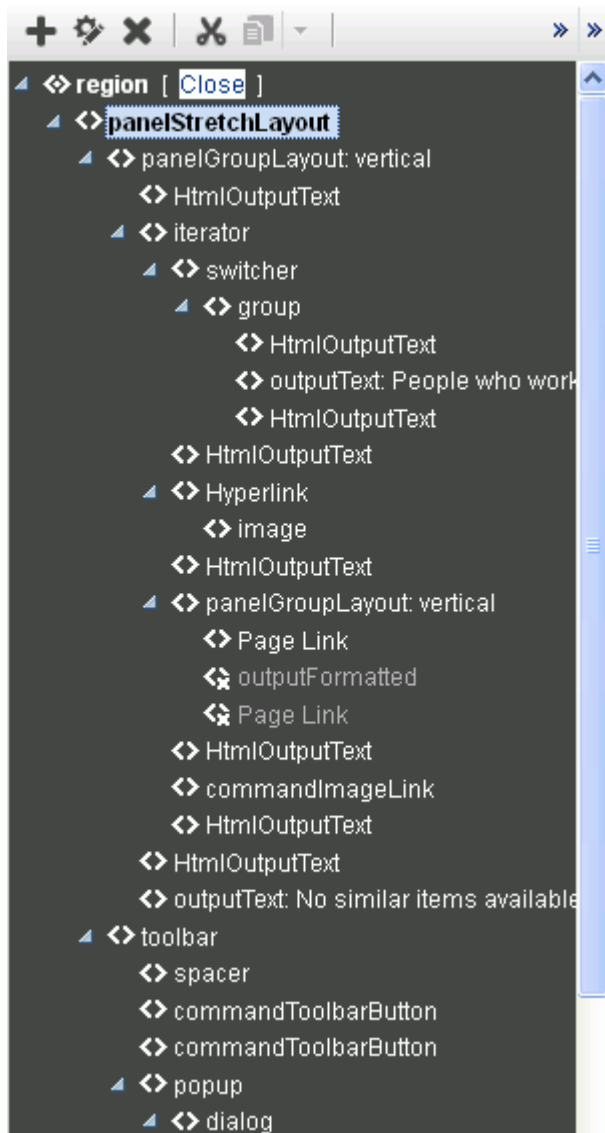 region [ Close ]
panelStretchLayout
panelGroupLayout: vertical
HtmlOutputText
iterator
switcher
group
HtmlOutputText
outputText: People who work
HtmlOutputText
HtmlOutputText
Hyperlink
image
HtmlOutputText
panelGroupLayout: vertical
Page Link
outputFormatted
Page Link
HtmlOutputText
commandImageLink
HtmlOutputText
HtmlOutputText
outputText: No similar items available
toolbar
spacer
commandToolbarButton
commandToolbarButton
popup
dialog